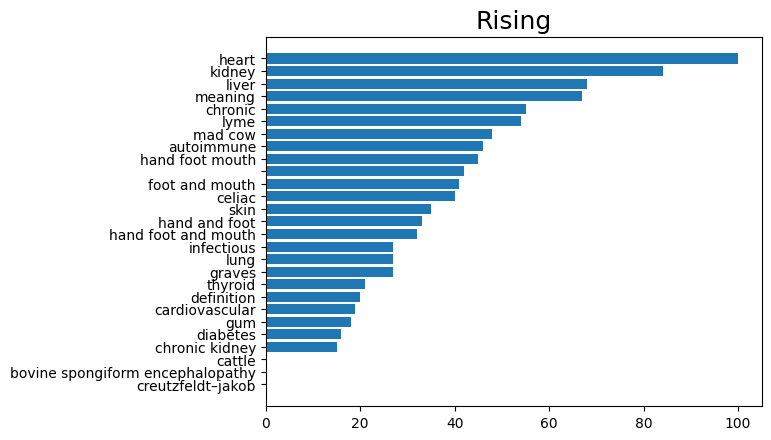 Rising
heart
kidney
liver
meaning
chronic
lyme
mad cow
autoimmune
hand foot mouth
foot and mouth
celiac
skin
hand and foot
hand foot and mouth
infectious
lung
graves
thyroid
definition
cardiovascular
gum
diabetes
chronic kidney
cattle
bovine spongiform encephalopathy
creutzfeldt–jakob
0 20 40 60 80 100